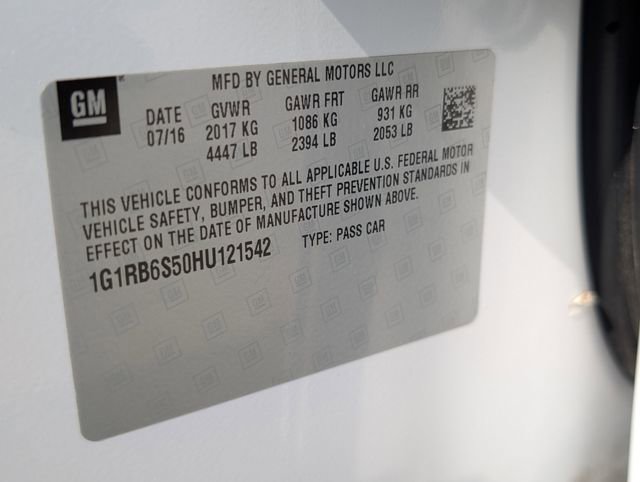 GM
MFD BY GENERAL MOTORS LLC
DATE GVWR GAWR FRT GAWR RR
07/16 2017 KG 1086 KG 931 KG
4447 LB 2394 LB 2053 LB
THIS VEHICLE CONFORMS TO ALL APPLICABLE U.S. FEDERAL MOTOR
VEHICLE SAFETY, BUMPER, AND THEFT PREVENTION STANDARDS IN
EFFECT ON THE DATE OF MANUFACTURE SHOWN ABOVE.
1G1RB6S50HU121542 TYPE: PASS CAR